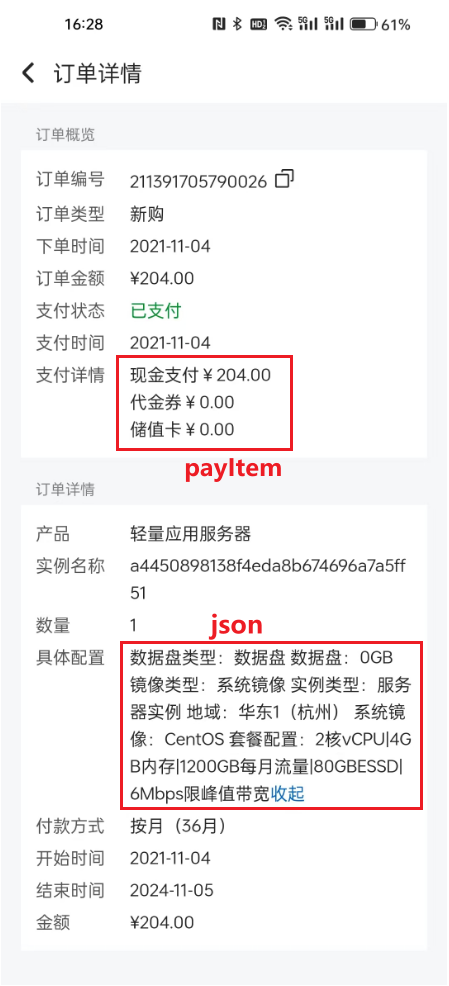 16:28
HD2 5G 5G 61%
订单详情
订单概览
订单编号 211391705790026
订单类型 新购
下单时间 2021-11-04
订单金额 ¥204.00
支付状态 已支付
支付时间 2021-11-04
支付详情 现金支付¥204.00
代金券¥0.00
储值卡¥0.00
payItem
订单详情
产品 轻量应用服务器
实例名称 a4450898138f4eda8b674696a7a5ff
51
数量 1
json
具体配置 数据盘类型：数据盘 数据盘：0GB
镜像类型：系统镜像 实例类型：服务
器实例 地域：华东1（杭州） 系统镜
像：CentOS 套餐配置：2核vCPU|4G
B内存|1200GB每月流量|80GBESSD|
6Mbps限峰值带宽收起
付款方式 按月（36月）
开始时间 2021-11-04
结束时间 2024-11-05
金额 ¥204.00